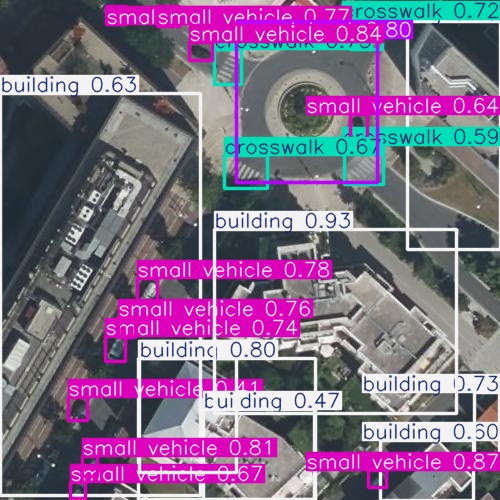 small vehicle 0.77
crosswalk 0.72
small vehicle 0.84
80
building 0.63
small vehicle 0.64
crosswalk 0.67
crosswalk 0.59
building 0.93
small vehicle 0.78
small vehicle 0.76
small vehicle 0.74
building 0.80
building 0.73
small vehicle 0.41
building 0.47
building 0.60
small vehicle 0.81
small vehicle 0.67
small vehicle 0.87